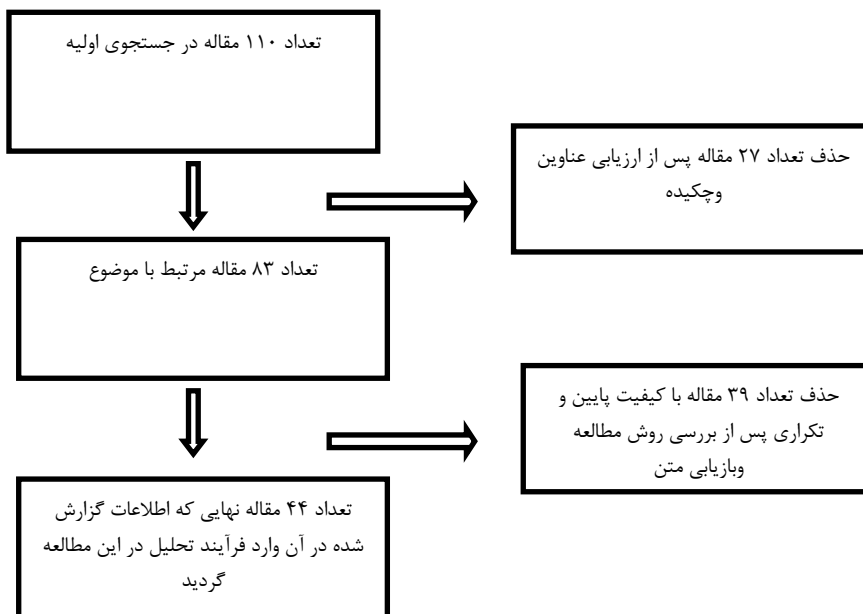 تعداد ۱۱۰ مقاله در جستجوی اولیه
حذف تعداد ۲۷ مقاله پس از ارزیابی عناوین
وچکیده
تعداد ۸۳ مقاله مرتبط با موضوع
حذف تعداد ۳۹ مقاله با کیفیت پایین و
تکراری پس از بررسی روش مطالعه
وبازیابی متن
تعداد ۴۴ مقاله نهایی که اطلاعات گزارش
شده در آن وارد فرآیند تحلیل در این مطالعه
گردید